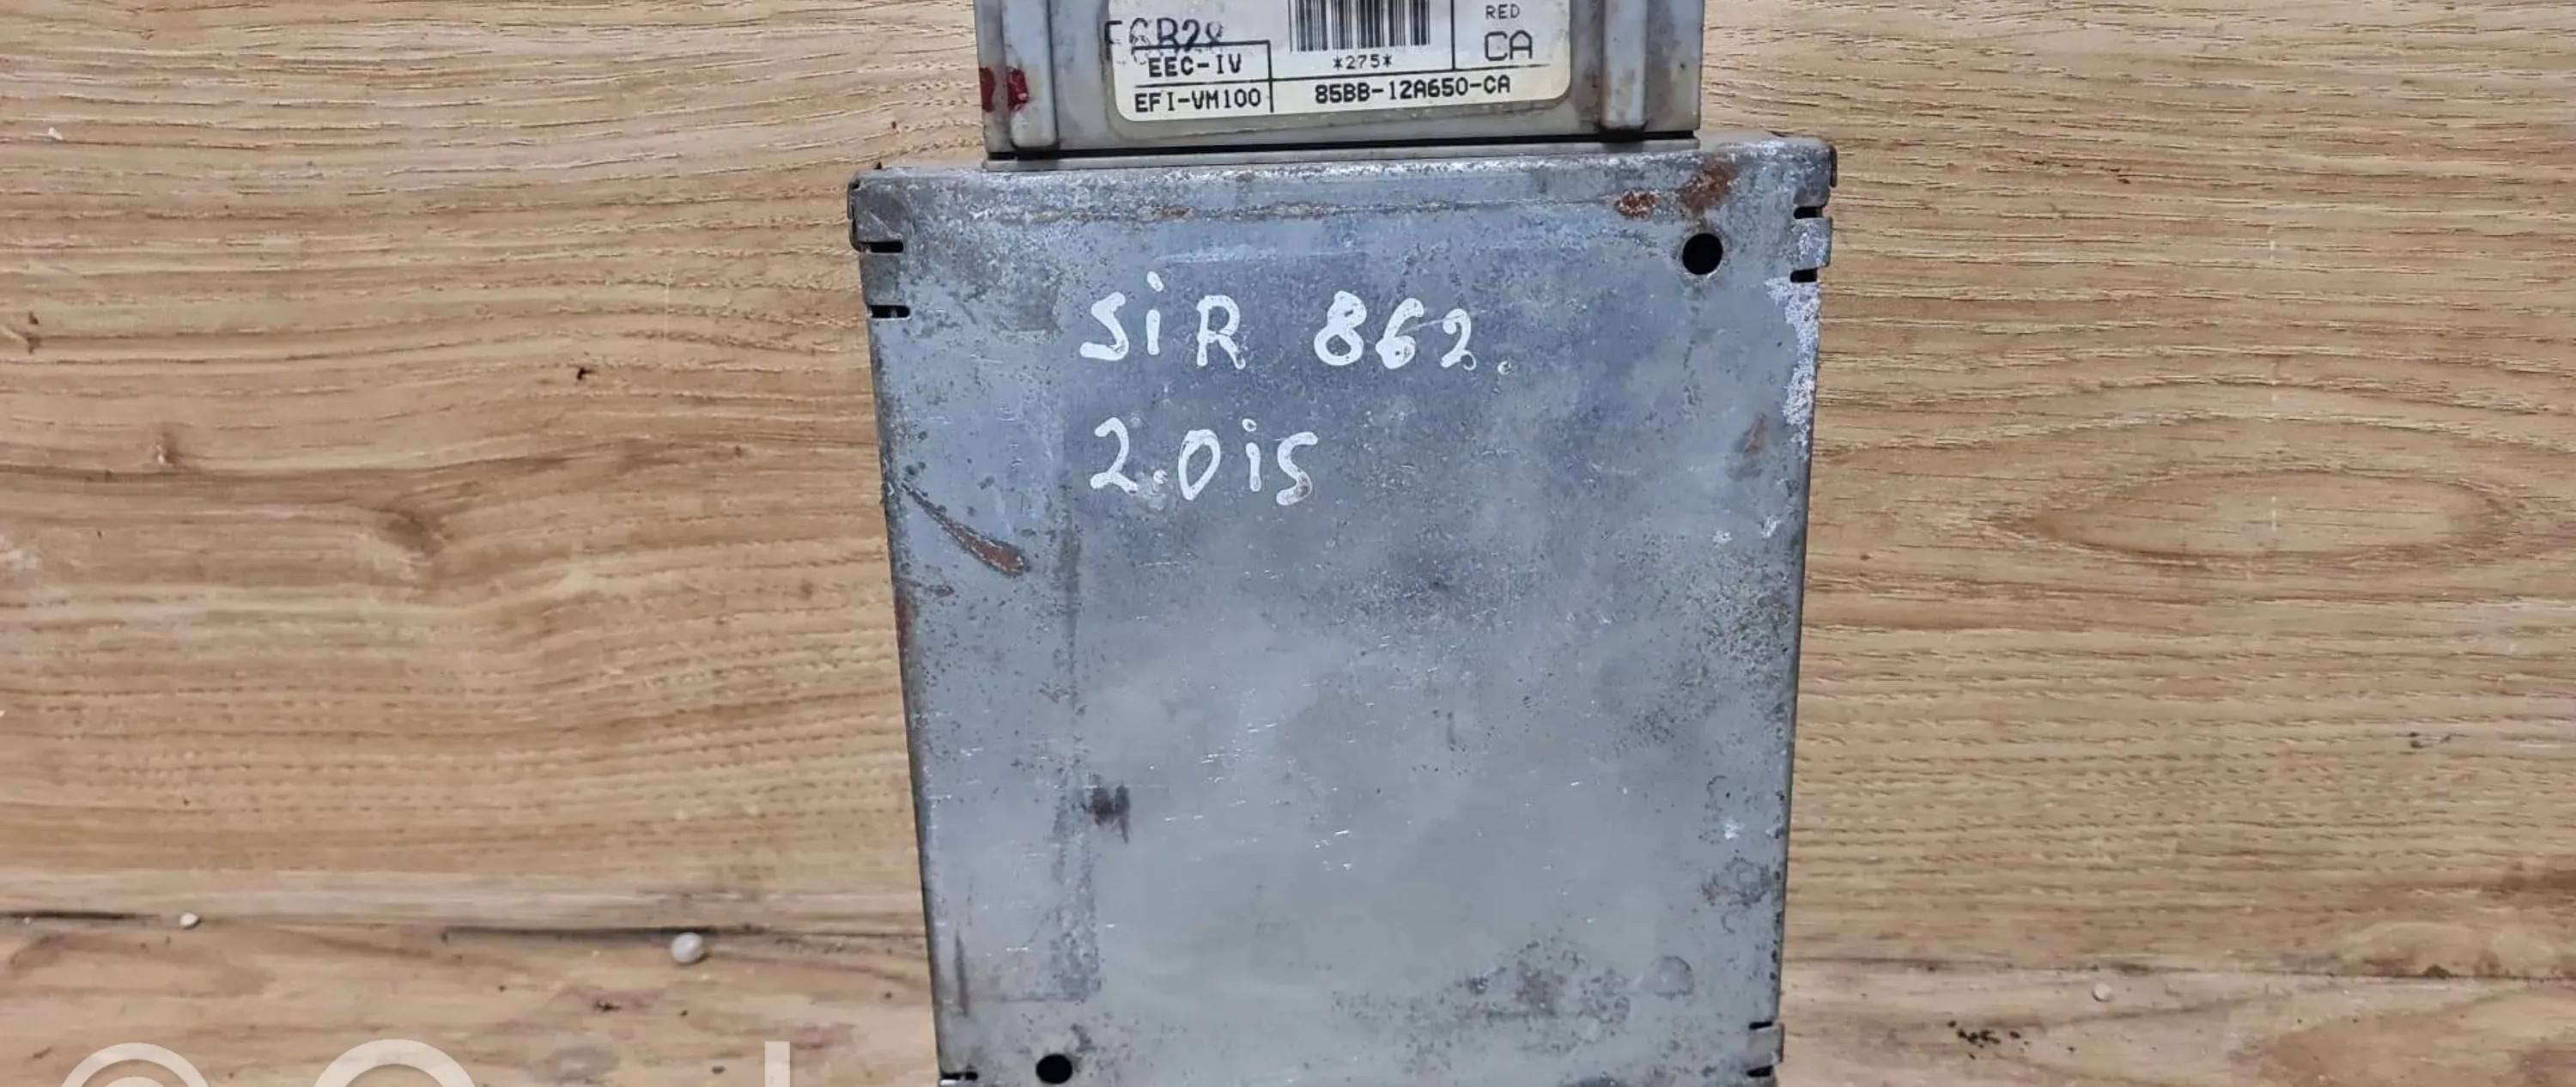 RED
CA
EEC-IV
*275*
EFI-VM100
85BB-12A650-CA
SiR 862.
2.0is